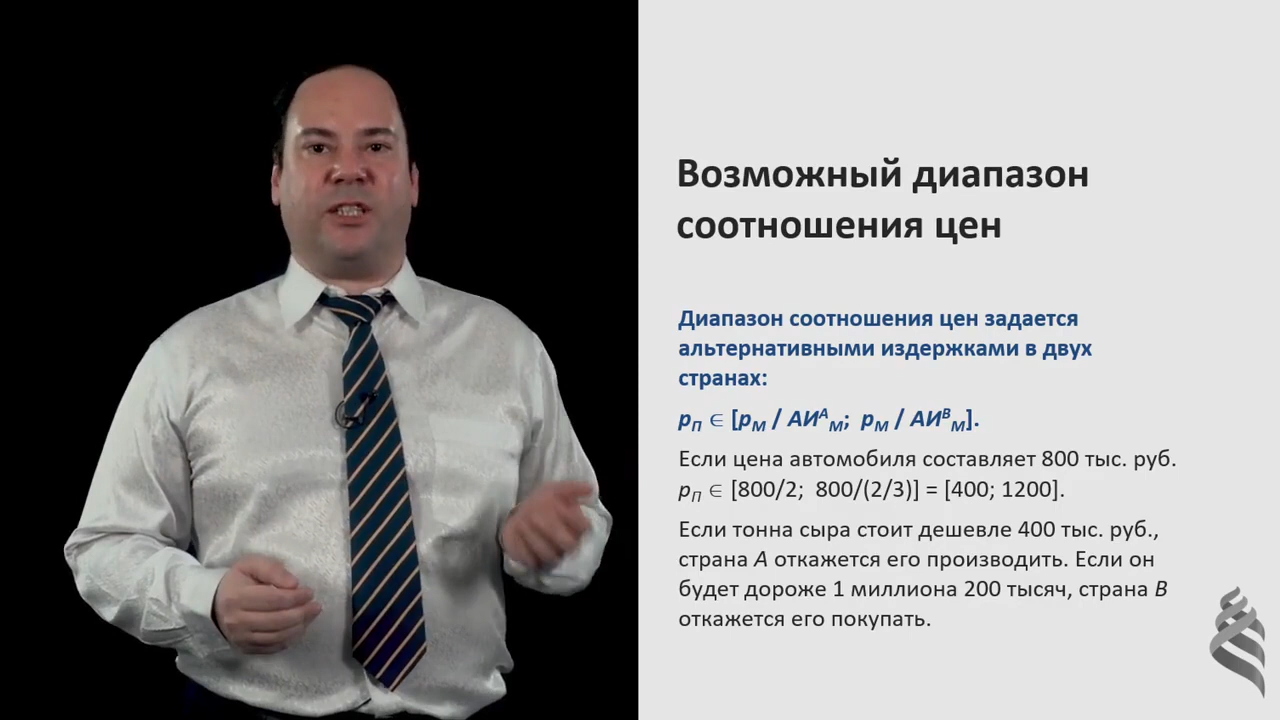 Возможный диапазон
соотношения цен
Диапазон соотношения цен задается
альтернативными издержками в двух
странах:
pП ∈ [pМ / АИᴬМ; pМ / АИᴮМ].
Если цена автомобиля составляет 800 тыс. руб.
pП ∈ [800/2; 800/(2/3)] = [400; 1200].
Если тонна сыра стоит дешевле 400 тыс. руб.,
страна А откажется его производить. Если он
будет дороже 1 миллиона 200 тысяч, страна В
откажется его покупать.